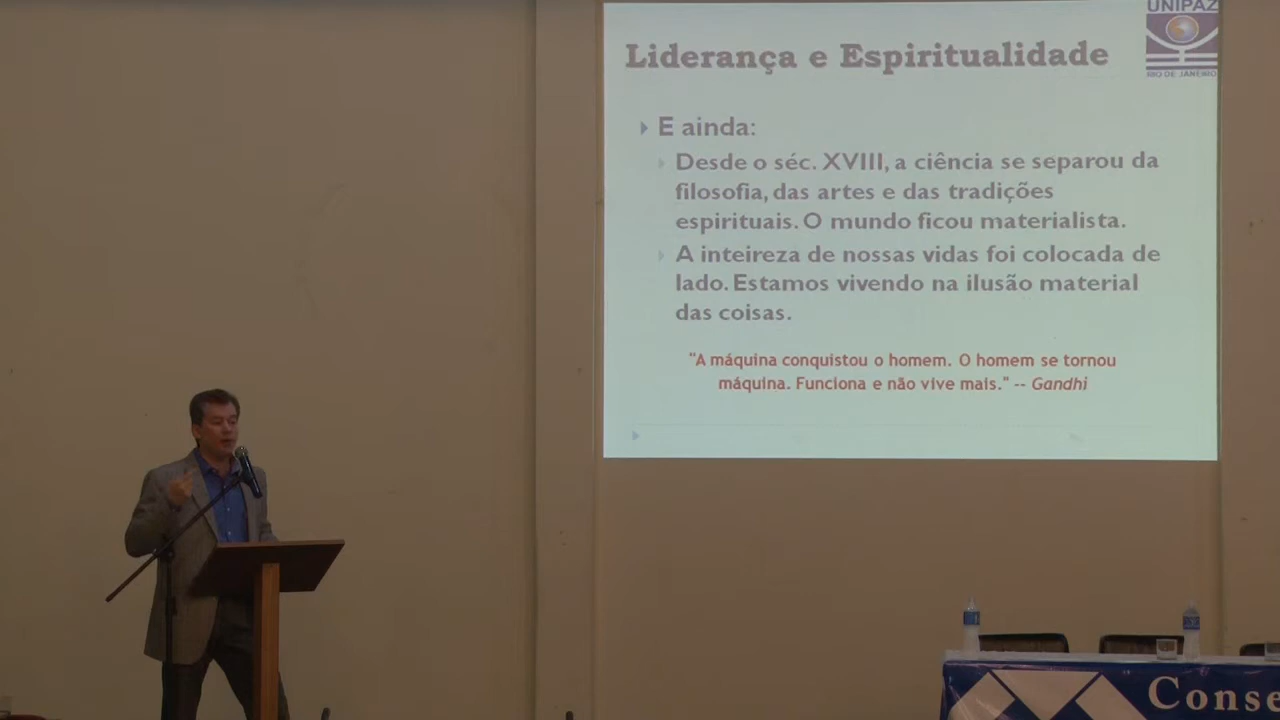 UNIPAZ
Liderança e Espiritualidade
RIO DE JANEIRO
E ainda:
Desde o séc. XVIII, a ciência se separou da
filosofia, das artes e das tradições
espirituais. O mundo ficou materialista.
A inteireza de nossas vidas foi colocada de
lado. Estamos vivendo na ilusão material
das coisas.
"A máquina conquistou o homem. O homem se tornou
máquina. Funciona e não vive mais." -- Gandhi
Conse